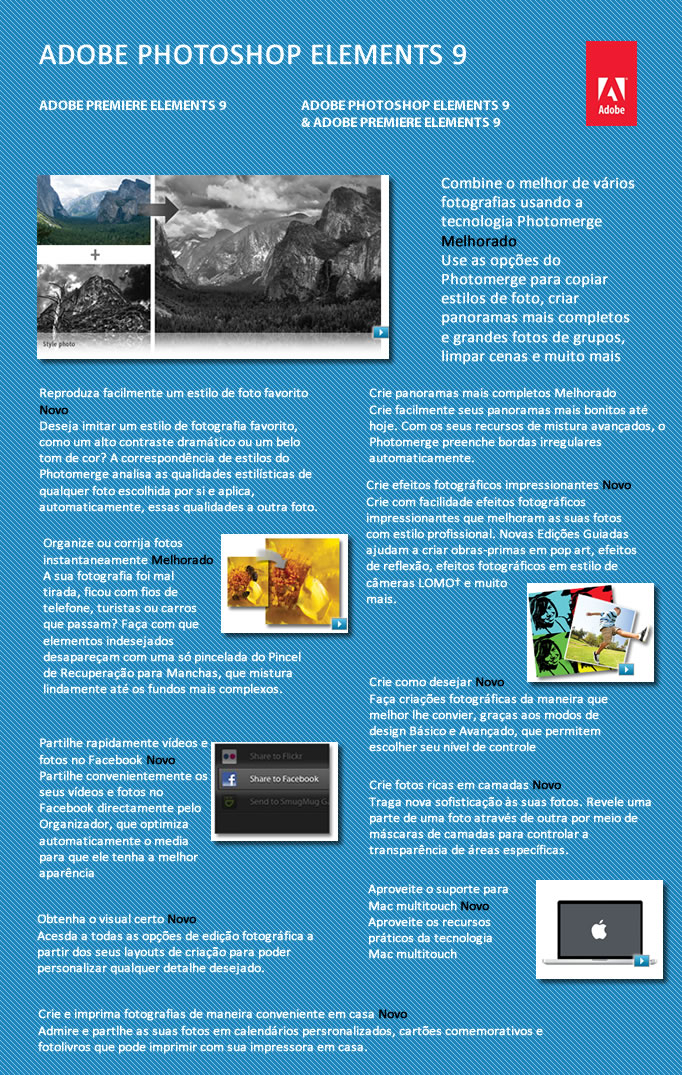 ADOBE PHOTOSHOP ELEMENTS 9
Adobe
ADOBE PREMIERE ELEMENTS 9
ADOBE PHOTOSHOP ELEMENTS 9
& ADOBE PREMIERE ELEMENTS 9
Style photo
Combine o melhor de vários
fotografias usando a
tecnologia Photomerge
Melhorado
Use as opções do
Photomerge para copiar
estilos de foto, criar
panoramas mais completos
e grandes fotos de grupos,
limpar cenas e muito mais
Reproduza facilmente um estilo de foto favorito
Novo
Deseja imitar um estilo de fotografia favorito,
como um alto contraste dramático ou um belo
tom de cor? A correspondência de estilos do
Photomerge analisa as qualidades estilísticas de
qualquer foto escolhida por si e aplica,
automaticamente, essas qualidades a outra foto.
Crie panoramas mais completos Melhorado
Crie facilmente seus panoramas mais bonitos até
hoje. Com os seus recursos de mistura avançados, o
Photomerge preenche bordas irregulares
automaticamente.
Crie efeitos fotográficos impressionantes Novo
Crie com facilidade efeitos fotográficos
impressionantes que melhoram as suas fotos
com estilo profissional. Novas Edições Guiadas
ajudam a criar obras-primas em pop art, efeitos
de reflexão, efeitos fotográficos em estilo de
câmeras LOMO† e muito
mais.
Organize ou corrija fotos
instantaneamente Melhorado
A sua fotografia foi mal
tirada, ficou com fios de
telefone, turistas ou carros
que passam? Faça com que
elementos indesejados
desapareçam com uma só pincelada do Pincel
de Recuperação para Manchas, que mistura
lindamente até os fundos mais complexos.
Crie como desejar Novo
Faça criações fotográficas da maneira que
melhor lhe convier, graças aos modos de
design Básico e Avançado, que permitem
escolher seu nível de controle
Partilhe rapidamente vídeos e
fotos no Facebook Novo
Partilhe convenientemente os
seus vídeos e fotos no
Facebook directamente pelo
Organizador, que optimiza
automaticamente o media
para que ele tenha a melhor
aparência
Share to Flickr
Share to Facebook
Send to SmugMug Ga
Crie fotos ricas em camadas Novo
Traga nova sofisticação às suas fotos. Revele uma
parte de uma foto através de outra por meio de
máscaras de camadas para controlar a
transparência de áreas específicas.
Aproveite o suporte para
Mac multitouch Novo
Aproveite os recursos
práticos da tecnologia
Mac multitouch
Obtenha o visual certo Novo
Acesda a todas as opções de edição fotográfica a
partir dos seus layouts de criação para poder
personalizar qualquer detalhe desejado.
Crie e imprima fotografias de maneira conveniente em casa Novo
Admire e partlhe as suas fotos em calendários persronalizados, cartões comemorativos e
fotolivros que pode imprimir com sua impressora em casa.